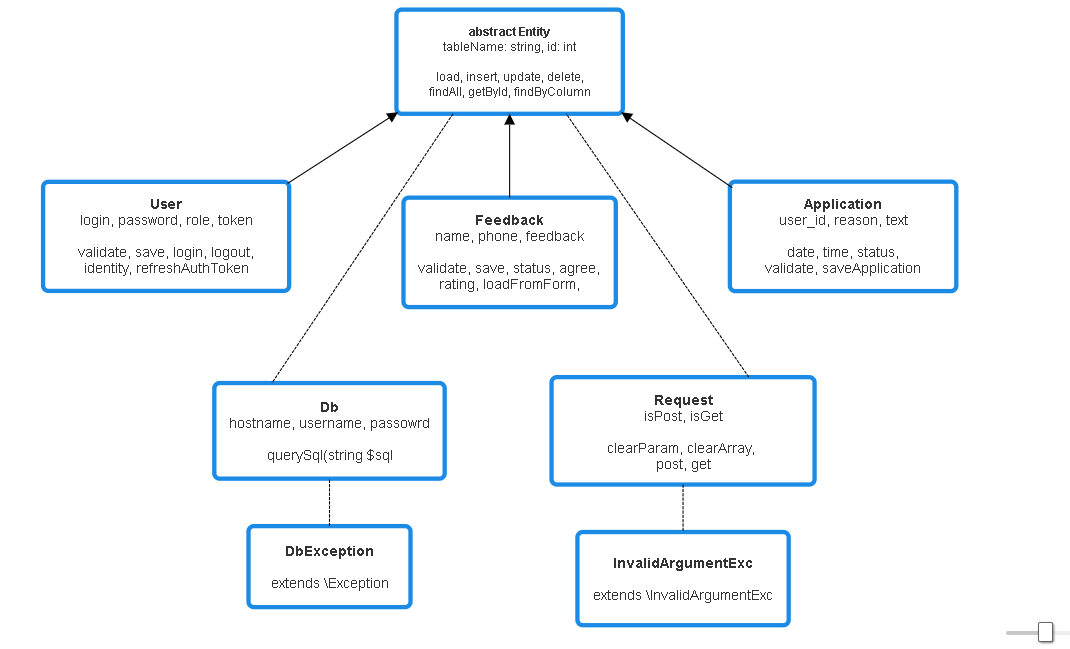 abstract Entity
tableName: string, id: int
load, insert, update, delete,
findAll, getById, findByColumn
User
login, password, role, token
validate, save, login, logout,
identity, refreshAuthToken
Feedback
name, phone, feedback
validate, save, status, agree,
rating, loadFromForm,
Application
user_id, reason, text
date, time, status,
validate, saveApplication
Db
hostname, username, passowrd
querySql(string $sql
Request
isPost, isGet
clearParam, clearArray,
post, get
DbException
extends \Exception
InvalidArgumentExc
extends \InvalidArgumentExc